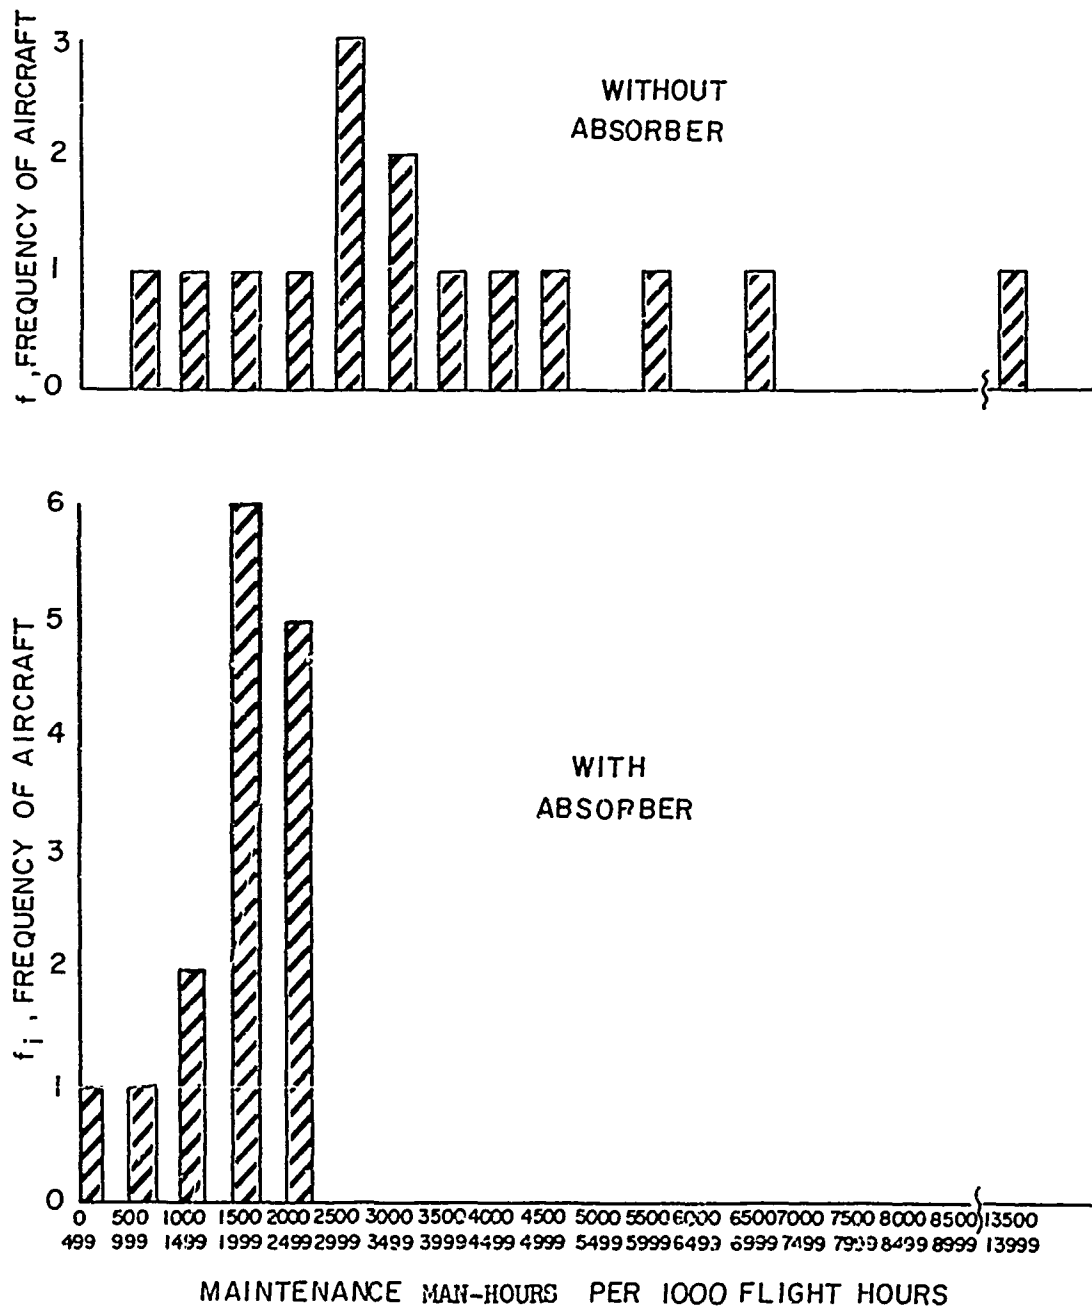 f , FREQUENCY OF AIRCRAFT
3
2
1
0
WITHOUT
ABSORBER
f i , FREQUENCY OF AIRCRAFT
6
5
4
3
2
1
0
WITH
ABSORBER
0 500 1000 1500 2000 2500 3000 3500 4000 4500 5000 5500 6000 6500 7000 7500 8000 8500 13500
499 999 1499 1999 2499 2999 3499 3999 4499 4999 5499 5999 6499 6999 7499 7999 8499 8999 13999
MAINTENANCE MAN-HOURS PER 1000 FLIGHT HOURS